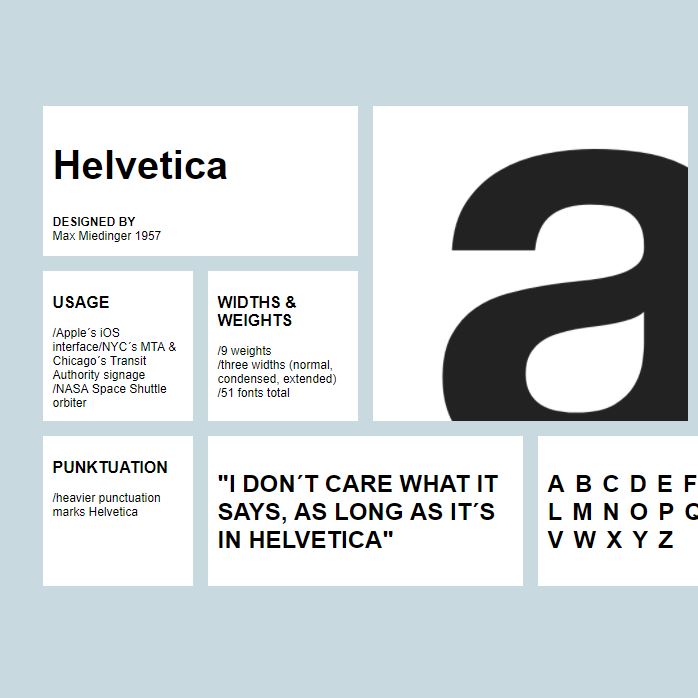 Helvetica
DESIGNED BY
Max Miedinger 1957
a
USAGE
/Apple´s iOS
interface/NYC´s MTA &
Chicago´s Transit
Authority signage
/NASA Space Shuttle
orbiter
WIDTHS &
WEIGHTS
/9 weights
/three widths (normal,
condensed, extended)
/51 fonts total
PUNKTUATION
/heavier punctuation
marks Helvetica
"I DON´T CARE WHAT IT
SAYS, AS LONG AS IT´S
IN HELVETICA"
A B C D E F
L M N O P Q
V W X Y Z